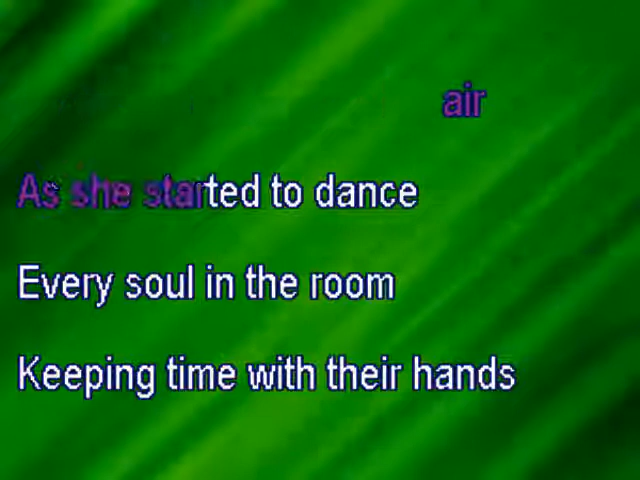 air
As she started to dance
Every soul in the room
Keeping time with their hands